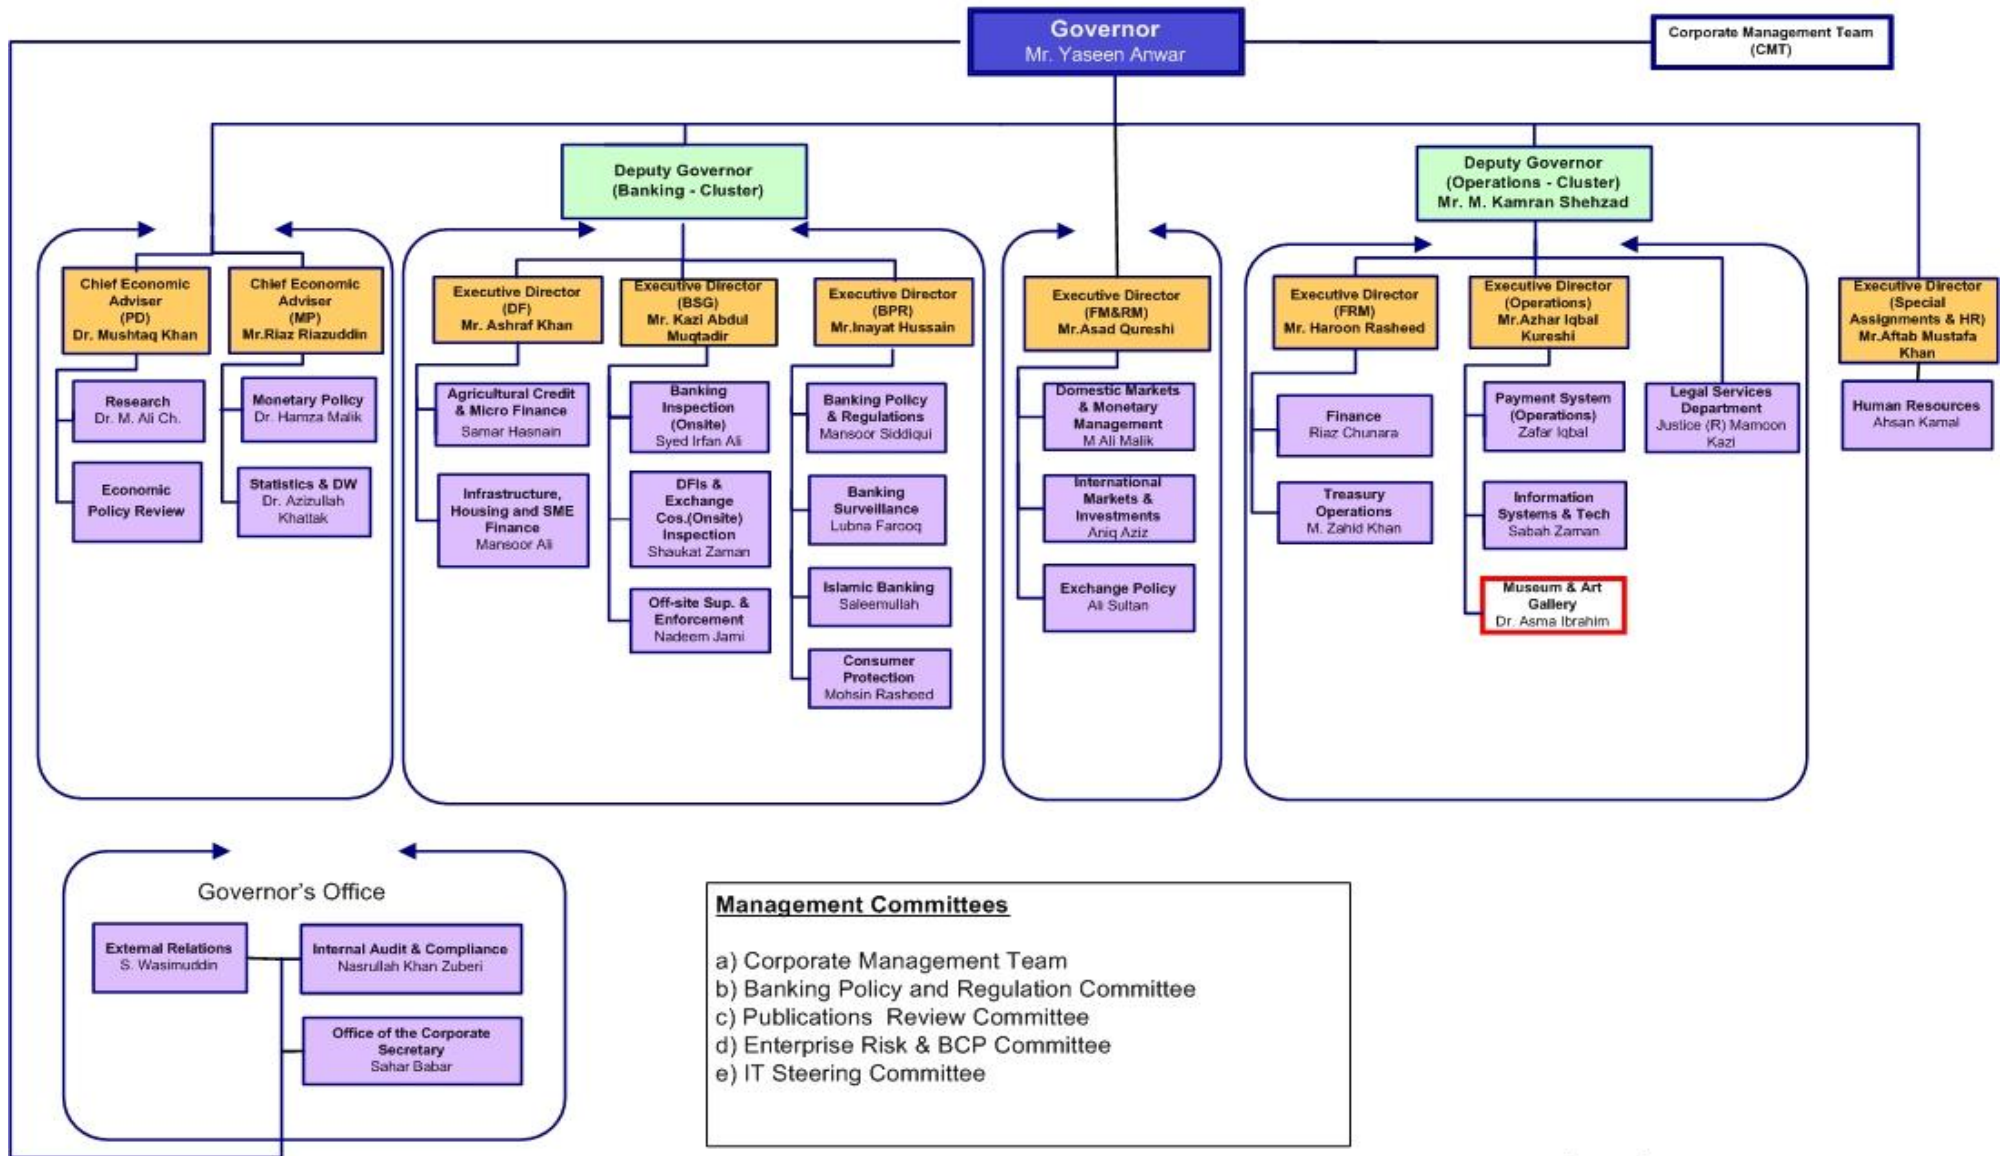 Governor
Mr. Yaseen Anwar
Corporate Management Team
(CMT)
Deputy Governor
(Banking - Cluster)
Deputy Governor
(Operations - Cluster)
Mr. M. Kamran Shehzad
Chief Economic
Adviser
(PD)
Dr. Mushtaq Khan
Chief Economic
Adviser
(MP)
Mr.Riaz Riazuddin
Executive Director
(DF)
Mr. Ashraf Khan
Executive Director
(BSG)
Mr. Kazi Abdul
Muqtadir
Executive Director
(BPR)
Mr.Inayat Hussain
Executive Director
(FM&RM)
Mr.Asad Qureshi
Executive Director
(FRM)
Mr. Haroon Rasheed
Executive Director
(Operations)
Mr.Azhar Iqbal
Kureshi
Executive Director
(Special
Assignments & HR)
Mr.Aftab Mustafa
Khan
Research
Dr. M. Ali Ch.
Economic
Policy Review
Monetary Policy
Dr. Hamza Malik
Statistics & DW
Dr. Azizullah
Khattak
Agricultural Credit
& Micro Finance
Samar Hasnain
Infrastructure,
Housing and SME
Finance
Mansoor Ali
Banking
Inspection
(Onsite)
Syed Irfan Ali
DFIs &
Exchange
Cos.(Onsite)
Inspection
Shaukat Zaman
Off-site Sup. &
Enforcement
Nadeem Jami
Banking Policy
& Regulations
Mansoor Siddiqui
Banking
Surveillance
Lubna Farooq
Islamic Banking
Saleemullah
Consumer
Protection
Mohsin Rasheed
Domestic Markets
& Monetary
Management
M Ali Malik
International
Markets &
Investments
Aniq Aziz
Exchange Policy
Ali Sultan
Finance
Riaz Chunara
Treasury
Operations
M. Zahid Khan
Payment System
(Operations)
Zafar Iqbal
Information
Systems & Tech
Sabah Zaman
Museum & Art
Gallery
Dr. Asma Ibrahim
Legal Services
Department
Justice (R) Mamoon
Kazi
Human Resources
Ahsan Kamal
Governor's Office
External Relations
S. Wasimuddin
Internal Audit & Compliance
Nasrullah Khan Zuberi
Office of the Corporate
Secretary
Sahar Babar
Management Committees
a) Corporate Management Team
b) Banking Policy and Regulation Committee
c) Publications  Review Committee
d) Enterprise Risk & BCP Committee
e) IT Steering Committee